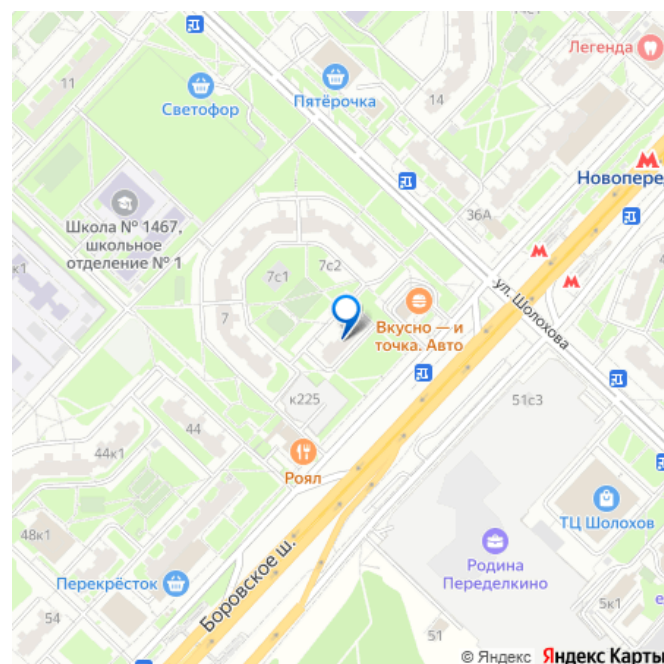 7с1
Легенда
11
Светофор
Пятёрочка
14
Новоперед
36А
Школа № 1467,
школьное
отделение № 1
к1
7с1
7с2
ул. Шолохова
7
Вкусно — и
точка. Авто
к225
51с3
44
44к1
Роял
ТЦ Шолохов
48к1
Родина
Переделкино
Перекрёсток
Боровское ш.
5к1
54
51
© Яндекс Яндекс Карты